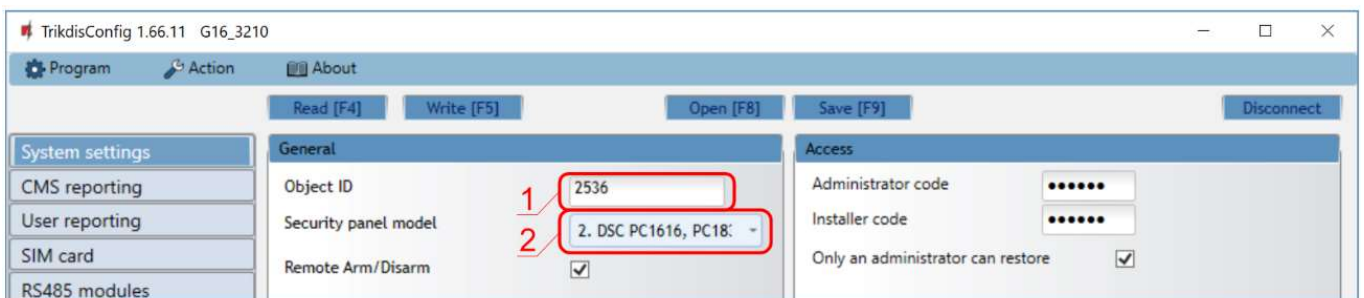 TrikdisConfig 1.66.11 G16_3210
Program Action About
Read [F4] Write [F5] Open [F8] Save [F9] Disconnect
System settings
CMS reporting
User reporting
SIM card
RS485 modules
General
Object ID 1 2536
Security panel model 2 2. DSC PC1616, PC18:
Remote Arm/Disarm
Access
Administrator code ●●●●●●
Installer code ●●●●●●
Only an administrator can restore